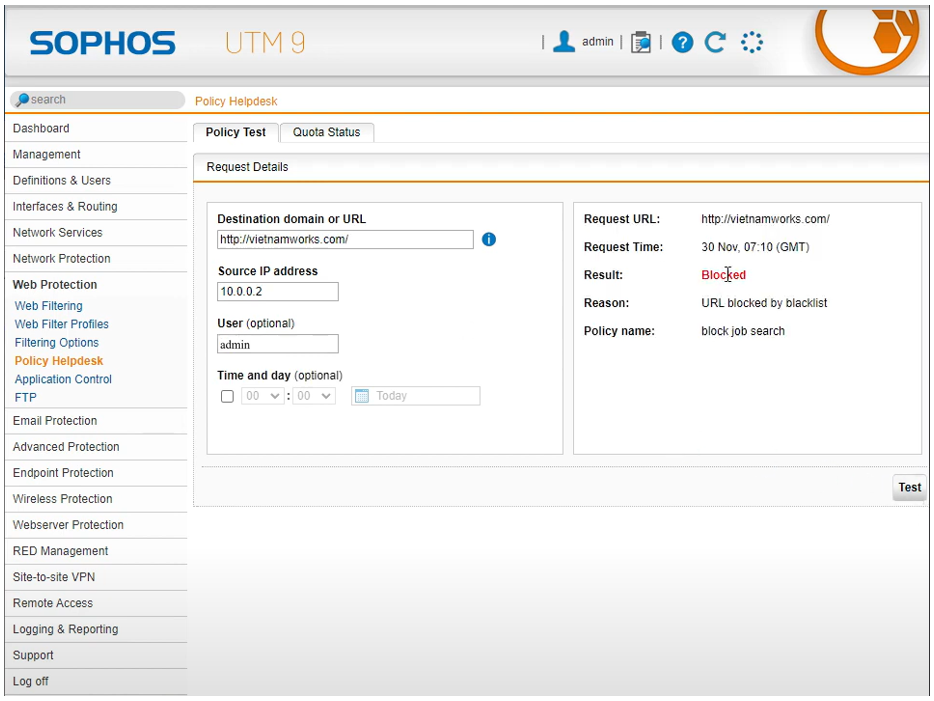 SOPHOS UTM 9
| admin | |
search
Policy Helpdesk
Dashboard
Management
Definitions & Users
Interfaces & Routing
Network Services
Network Protection
Web Protection
Web Filtering
Web Filter Profiles
Filtering Options
Policy Helpdesk
Application Control
FTP
Email Protection
Advanced Protection
Endpoint Protection
Wireless Protection
Webserver Protection
RED Management
Site-to-site VPN
Remote Access
Logging & Reporting
Support
Log off
Policy Test Quota Status
Request Details
Destination domain or URL
http://vietnamworks.com/
Source IP address
10.0.0.2
User (optional)
admin
Time and day (optional)
00 : 00 Today
Request URL: http://vietnamworks.com/
Request Time: 30 Nov, 07:10 (GMT)
Result: Blocked
Reason: URL blocked by blacklist
Policy name: block job search
Test